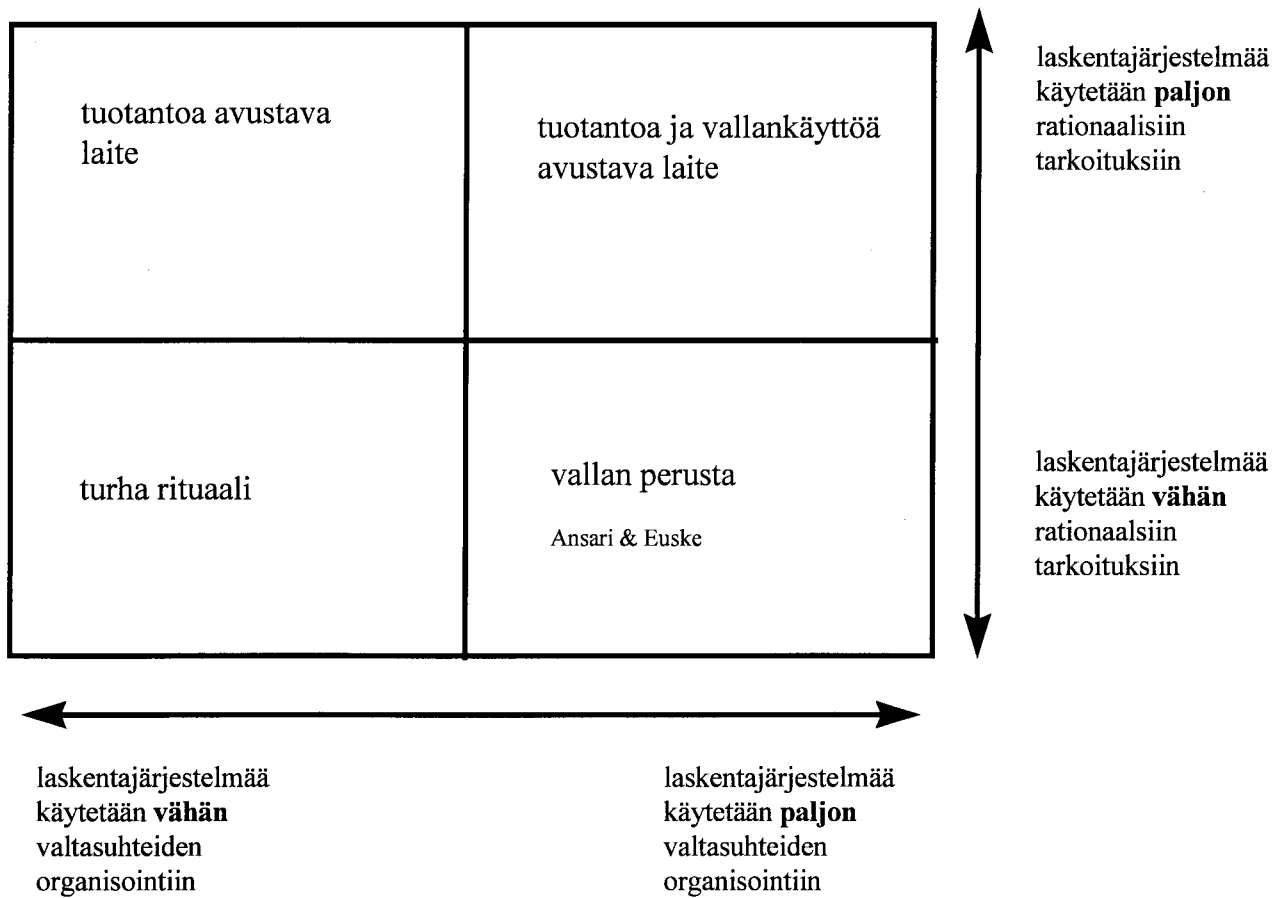 tuotantoa avustava
laite
tuotantoa ja vallankäyttöä
avustava laite
laskentajärjestelmää
käytetään paljon
rationaalisiin
tarkoituksiin
turha rituaali
vallan perusta
Ansari & Euske
laskentajärjestelmää
käytetään vähän
rationaalsiin
tarkoituksiin
laskentajärjestelmää
käytetään vähän
valtasuhteiden
organisointiin
laskentajärjestelmää
käytetään paljon
valtasuhteiden
organisointiin